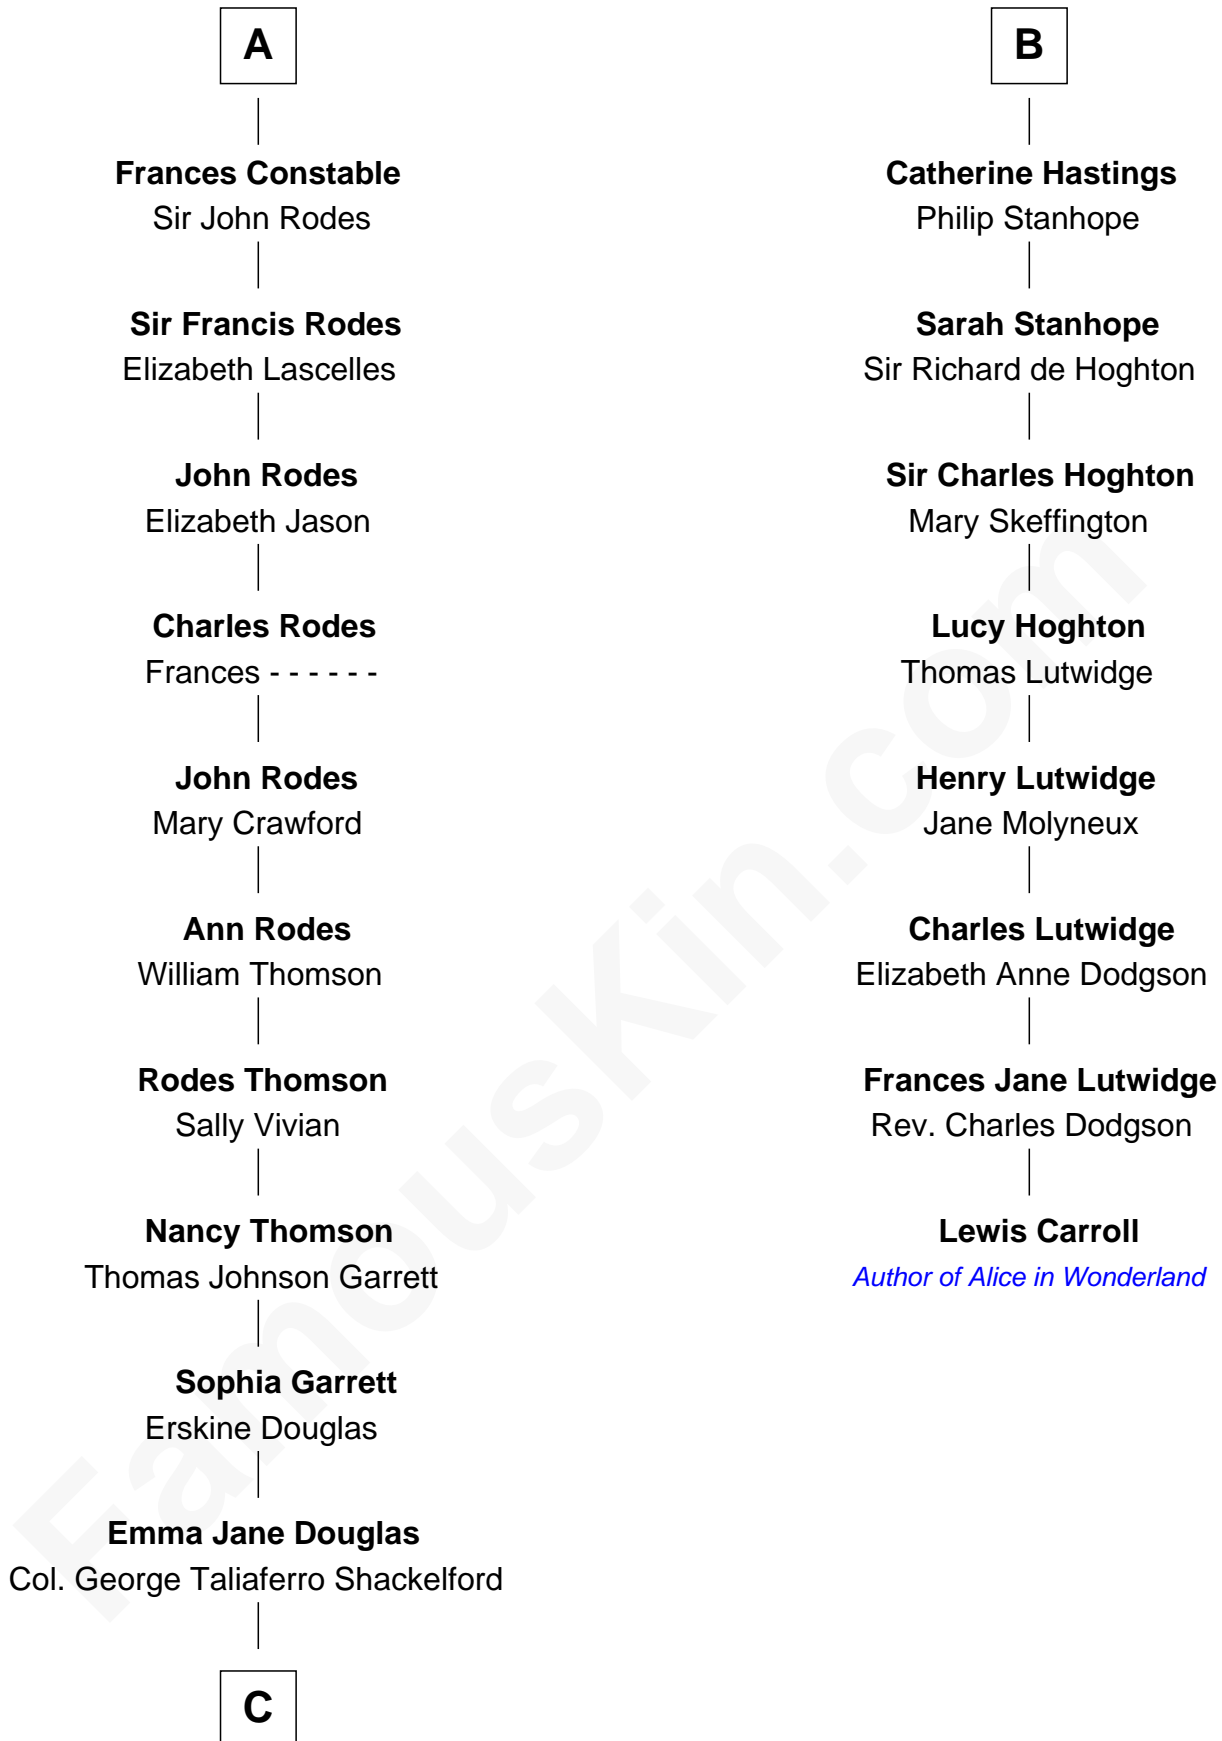 A
Frances Constable
Sir John Rodes
Sir Francis Rodes
Elizabeth Lascelles
John Rodes
Elizabeth Jason
Charles Rodes
Frances - - - - - -
John Rodes
Mary Crawford
Ann Rodes
William Thomson
Rodes Thomson
Sally Vivian
Nancy Thomson
Thomas Johnson Garrett
Sophia Garrett
Erskine Douglas
Emma Jane Douglas
Col. George Taliaferro Shackelford
C
B
Catherine Hastings
Philip Stanhope
Sarah Stanhope
Sir Richard de Hoghton
Sir Charles Hoghton
Mary Skeffington
Lucy Hoghton
Thomas Lutwidge
Henry Lutwidge
Jane Molyneux
Charles Lutwidge
Elizabeth Anne Dodgson
Frances Jane Lutwidge
Rev. Charles Dodgson
Lewis Carroll
Author of Alice in Wonderland
FamousKin.com